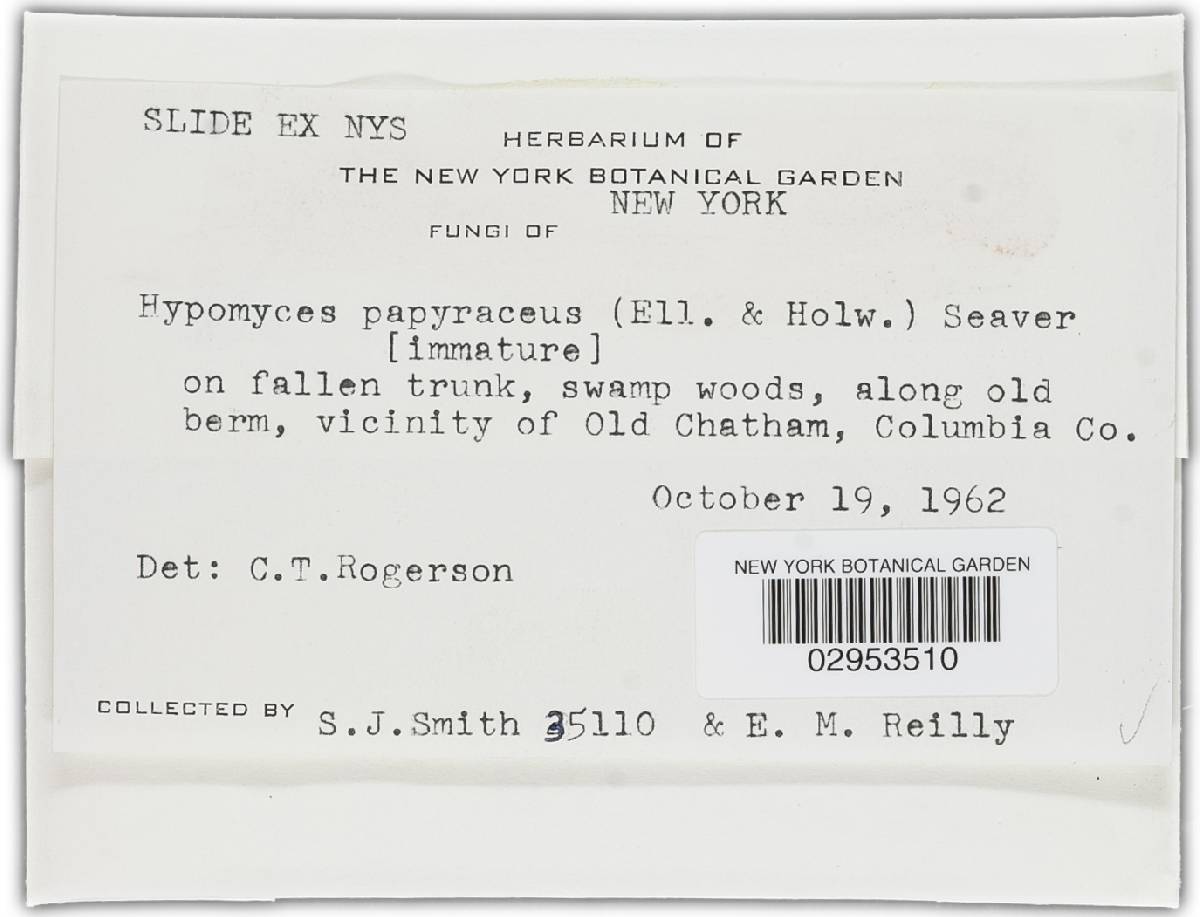 SLIDE EX NYS
HERBARIUM OF
THE NEW YORK BOTANICAL GARDEN
NEW YORK
FUNGI OF
Hypomyces papyraceus (Ell. & Holw.) Seaver
[immature]
on fallen trunk, swamp woods, along old
berm, vicinity of Old Chatham, Columbia Co.
October 19, 1962
Det: C.T.Rogerson
NEW YORK BOTANICAL GARDEN
02953510
COLLECTED BY S.J.Smith 35110 & E. M. Reilly